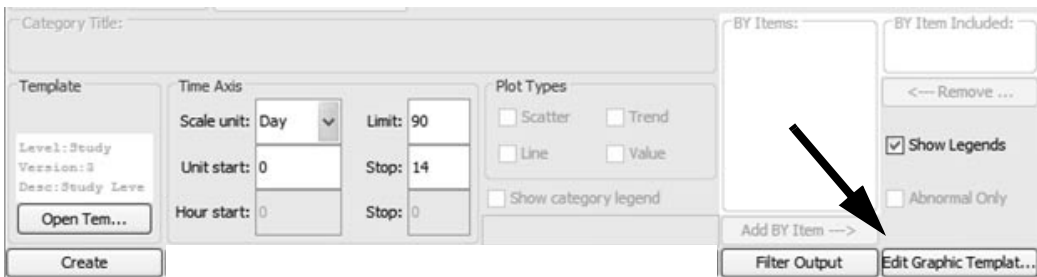 Category Title:
BY Items:
BY Item Included:
Template
Time Axis
Plot Types
<--- Remove ...
Scale unit: Day Limit: 90
Scatter Trend
Level:Study
Version:3
Desc:Study Leve
Unit start: 0 Stop: 14
Line Value
Show Legends
Open Tem...
Hour start: 0 Stop: 0
Show category legend
Abnormal Only
Add BY Item --->
Create
Filter Output
Edit Graphic Templat...